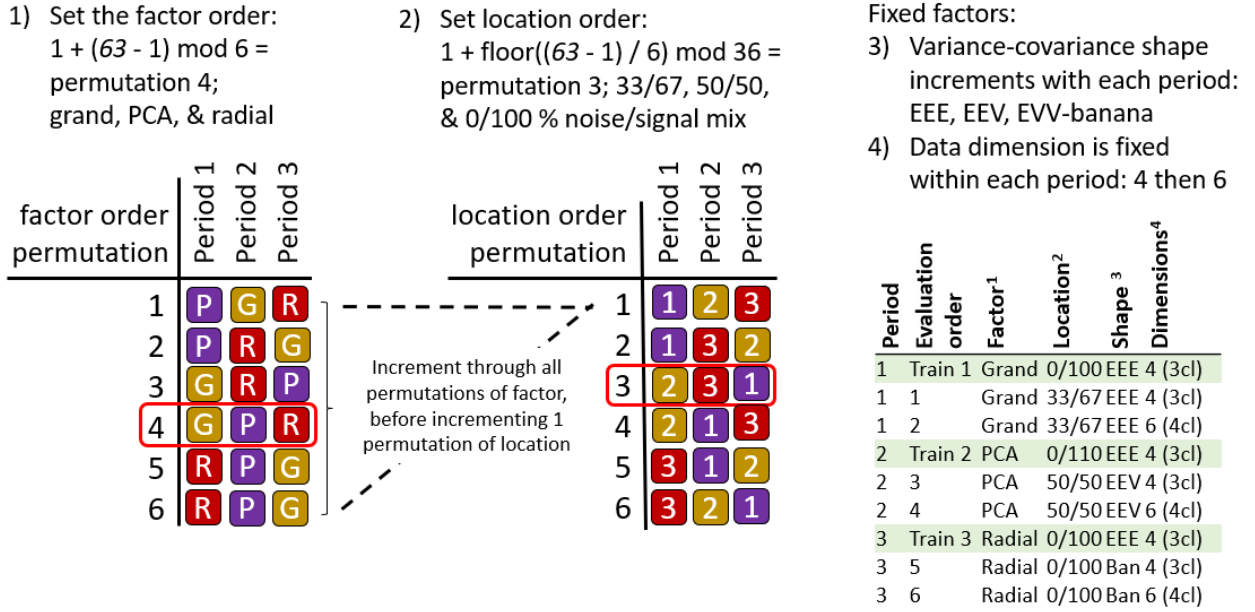 1) Set the factor order:
1 + (63 - 1) mod 6 =
permutation 4;
grand, PCA, & radial
2) Set location order:
1 + floor((63 - 1) / 6) mod 36 =
permutation 3; 33/67, 50/50,
& 0/100 % noise/signal mix
Fixed factors:
3) Variance-covariance shape
increments with each period:
EEE, EEV, EVV-banana
4) Data dimension is fixed
within each period: 4 then 6
factor order
permutation
Period 1
Period 2
Period 3
1 P G R
2 P R G
3 G R P
4 G P R
5 R P G
6 R P G
Increment through all
permutations of factor,
before incrementing 1
permutation of location
location order
permutation
Period 1
Period 2
Period 3
1 1 2 3
2 1 3 2
3 2 3 1
4 2 1 3
5 3 1 2
6 3 2 1
Period
Evaluation
order
Factor¹
Location²
Shape ³
Dimensions⁴
1 Train 1 Grand 0/100 EEE 4 (3cl)
1 1 Grand 33/67 EEE 4 (3cl)
1 2 Grand 33/67 EEE 6 (4cl)
2 Train 2 PCA 0/110 EEE 4 (3cl)
2 3 PCA 50/50 EEV 4 (3cl)
2 4 PCA 50/50 EEV 6 (4cl)
3 Train 3 Radial 0/100 EEE 4 (3cl)
3 5 Radial 0/100 Ban 4 (3cl)
3 6 Radial 0/100 Ban 6 (4cl)